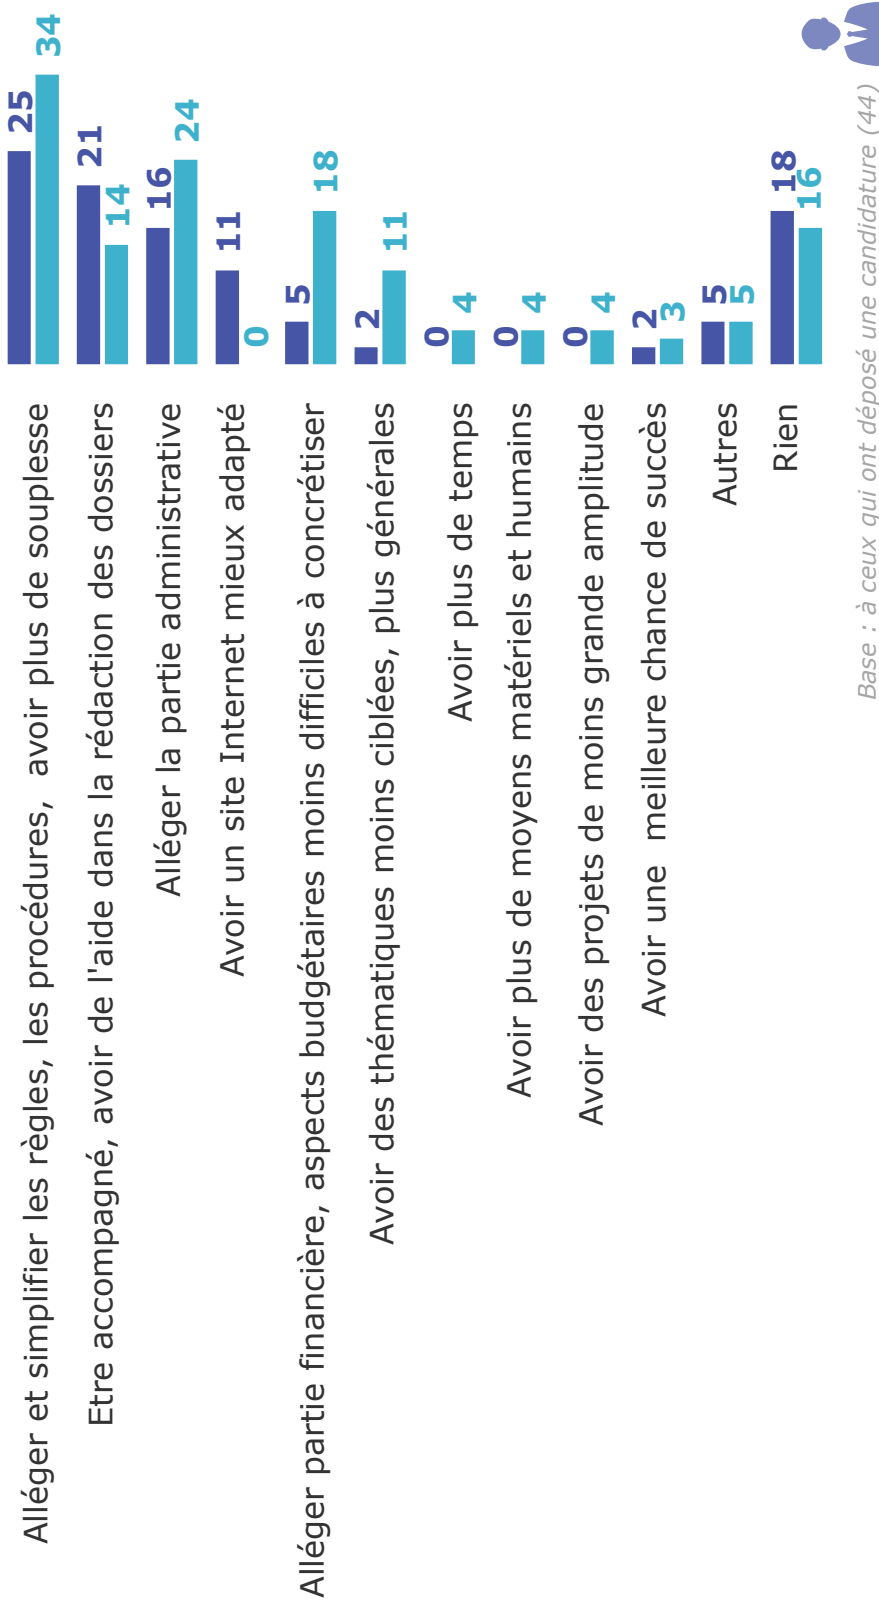 Alléger et simplifier les règles, les procédures, avoir plus de souplesse
25
34
Etre accompagné, avoir de l'aide dans la rédaction des dossiers
21
14
Alléger la partie administrative
16
24
Avoir un site Internet mieux adapté
11
0
Alléger partie financière, aspects budgétaires moins difficiles à concrétiser
5
18
Avoir des thématiques moins ciblées, plus générales
2
11
Avoir plus de temps
0
4
Avoir plus de moyens matériels et humains
0
4
Avoir des projets de moins grande amplitude
0
4
Avoir une meilleure chance de succès
2
3
Autres
5
5
Rien
18
16
Base : à ceux qui ont déposé une candidature (44)